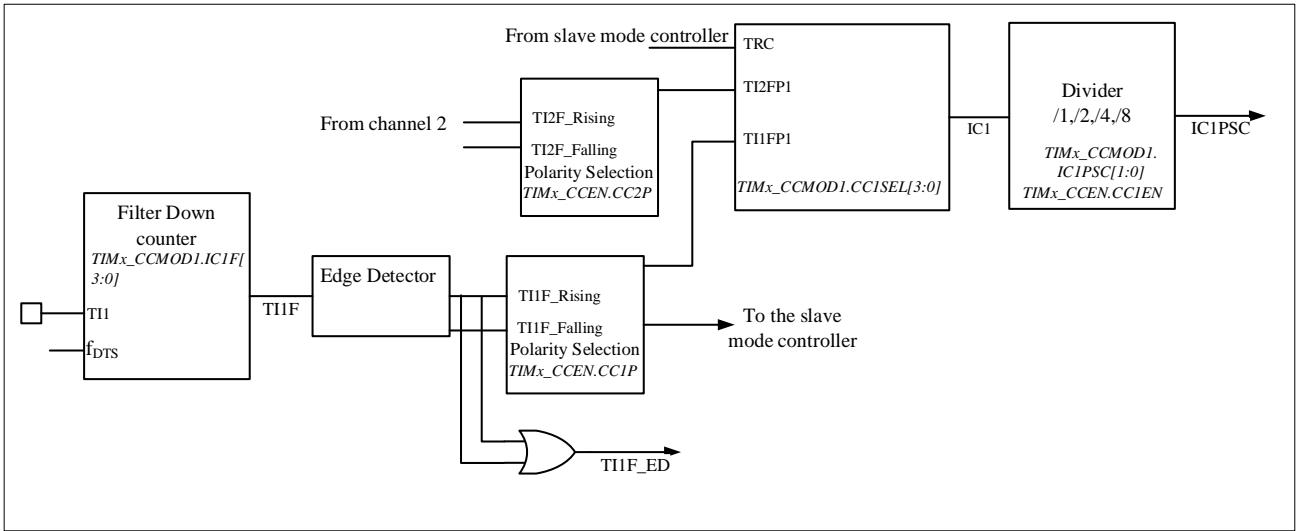 From slave mode controller
TRC
TI2FP1
TI1FP1
TIMx_CCMOD1.CC1SEL[3:0]
IC1
Divider
/1,/2,/4,/8
TIMx_CCMOD1.
IC1PSC[1:0]
TIMx_CCEN.CC1EN
IC1PSC
From channel 2
TI2F_Rising
TI2F_Falling
Polarity Selection
TIMx_CCEN.CC2P
Filter Down
counter
TIMx_CCMOD1.IC1F[
3:0]
TI1
fDTS
TI1F
Edge Detector
TI1F_Rising
TI1F_Falling
Polarity Selection
TIMx_CCEN.CC1P
To the slave
mode controller
TI1F_ED